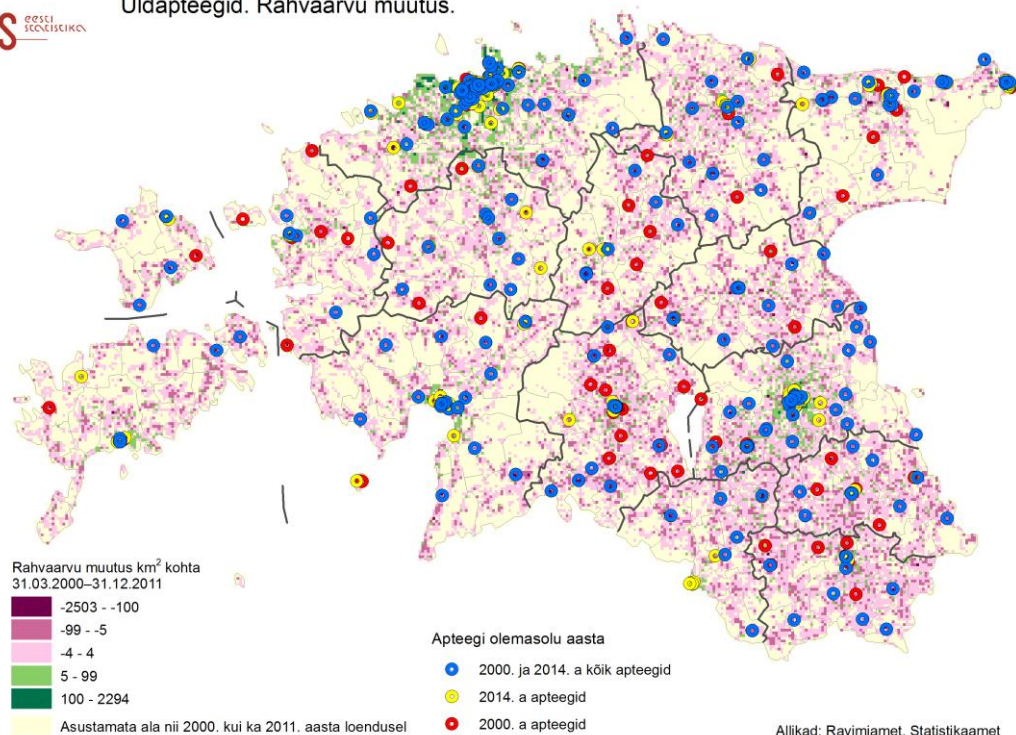 Üldapteegid. Rahvaarvu muutus.
eesti
statistika
Rahvaarvu muutus km² kohta
31.03.2000–31.12.2011
-2503 - -100
-99 - -5
-4 - 4
5 - 99
100 - 2294
Asustamata ala nii 2000. kui ka 2011. aasta loendusel
Apteegi olemasolu aasta
2000. ja 2014. a kõik apteegid
2014. a apteegid
2000. a apteegid
Allikad: Ravimiamet, Statistikaamet